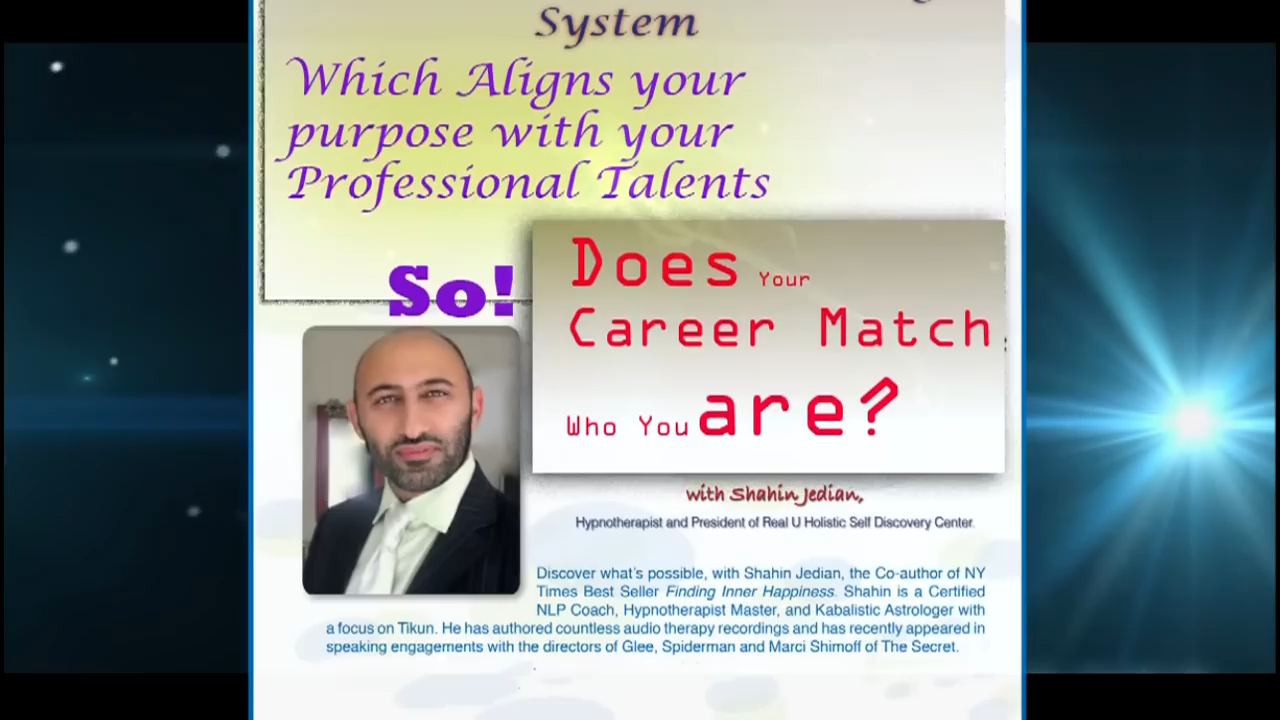 System
Which Aligns your
purpose with your
Professional Talents
So!
Does Your
Career Match
Who You are?
with Shahin Jedian,
Hypnotherapist and President of Real U Holistic Self Discovery Center.
Discover what's possible, with Shahin Jedian, the Co-author of NY
Times Best Seller Finding Inner Happiness. Shahin is a Certified
NLP Coach, Hypnotherapist Master, and Kabalistic Astrologer with
a focus on Tikun. He has authored countless audio therapy recordings and has recently appeared in
speaking engagements with the directors of Glee, Spiderman and Marci Shimoff of The Secret.